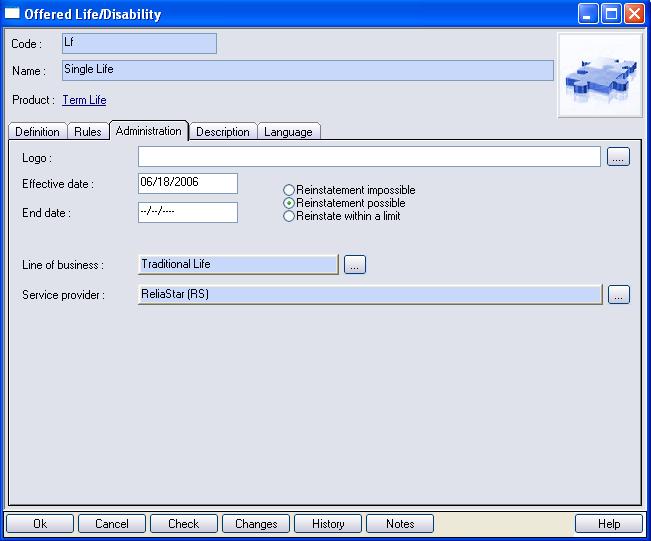 Offered Life/Disability
Code : Lf
Name : Single Life
Product : Term Life
Definition Rules Administration Description Language
Logo : ....
Effective date : 06/18/2006
Reinstatement impossible
Reinstatement possible
End date : --/--/----
Reinstate within a limit
Line of business : Traditional Life ...
Service provider : ReliaStar (RS) ...
Ok Cancel Check Changes History Notes Help